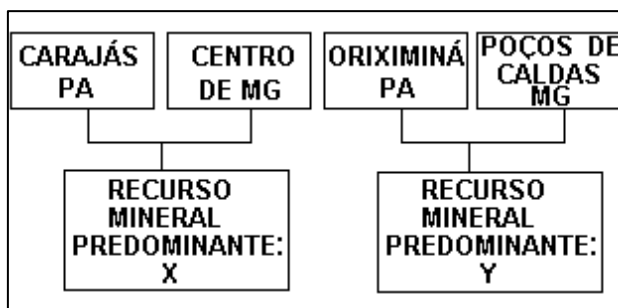 CARAJÁS
PA
CENTRO
DE MG
ORIXIMINÁ
PA
POÇOS DE
CALDAS
MG
RECURSO
MINERAL
PREDOMINANTE:
X
RECURSO
MINERAL
PREDOMINANTE:
Y